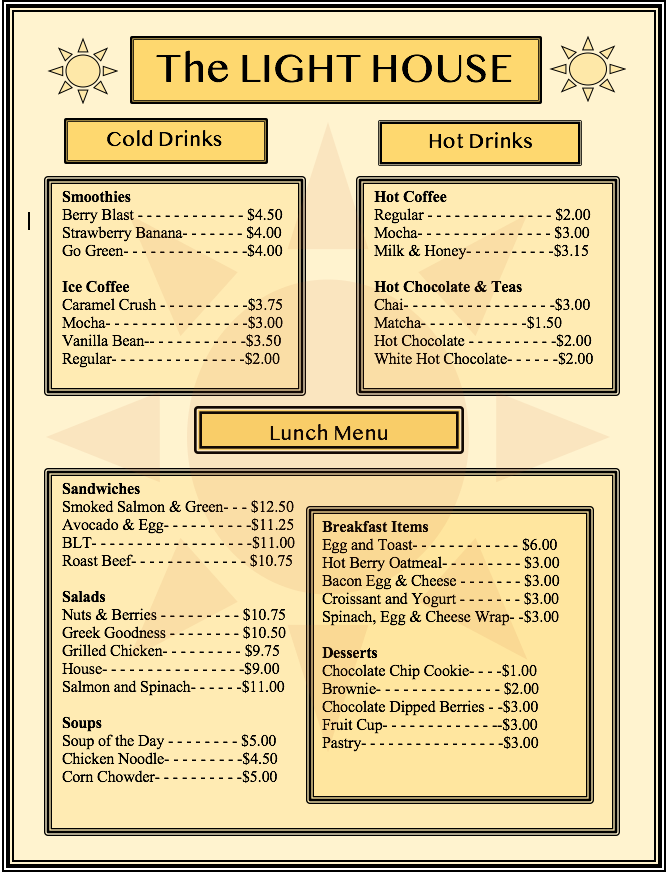 The LIGHT HOUSE
Cold Drinks
Smoothies
Berry Blast - - - - - - - - - - - - $4.50
Strawberry Banana- - - - - - - $4.00
Go Green- - - - - - - - - - - - -$4.00
Ice Coffee
Caramel Crush - - - - - - - - - -$3.75
Mocha- - - - - - - - - - - - - - -$3.00
Vanilla Bean-- - - - - - - - - - -$3.50
Regular- - - - - - - - - - - - - -$2.00
Hot Drinks
Hot Coffee
Regular - - - - - - - - - - - - - - $2.00
Mocha- - - - - - - - - - - - - - - $3.00
Milk & Honey- - - - - - - - - -$3.15
Hot Chocolate & Teas
Chai- - - - - - - - - - - - - - - - -$3.00
Matcha- - - - - - - - - - - -$1.50
Hot Chocolate - - - - - - - - - -$2.00
White Hot Chocolate- - - - - -$2.00
Lunch Menu
Sandwiches
Smoked Salmon & Green- - - $12.50
Avocado & Egg- - - - - - - - - -$11.25
BLT- - - - - - - - - - - - - - - - - -$11.00
Roast Beef- - - - - - - - - - - - - $10.75
Salads
Nuts & Berries - - - - - - - - - $10.75
Greek Goodness - - - - - - - - $10.50
Grilled Chicken- - - - - - - - - $9.75
House- - - - - - - - - - - - - - - -$9.00
Salmon and Spinach- - - - - -$11.00
Soups
Soup of the Day - - - - - - - - $5.00
Chicken Noodle- - - - - - - - -$4.50
Corn Chowder- - - - - - - - - -$5.00
Breakfast Items
Egg and Toast- - - - - - - - - - - - $6.00
Hot Berry Oatmeal- - - - - - - - - $3.00
Bacon Egg & Cheese - - - - - - - $3.00
Croissant and Yogurt - - - - - - - $3.00
Spinach, Egg & Cheese Wrap- -$3.00
Desserts
Chocolate Chip Cookie- - - -$1.00
Brownie- - - - - - - - - - - - - - $2.00
Chocolate Dipped Berries - -$3.00
Fruit Cup- - - - - - - - - - - - --$3.00
Pastry- - - - - - - - - - - - - - - -$3.00